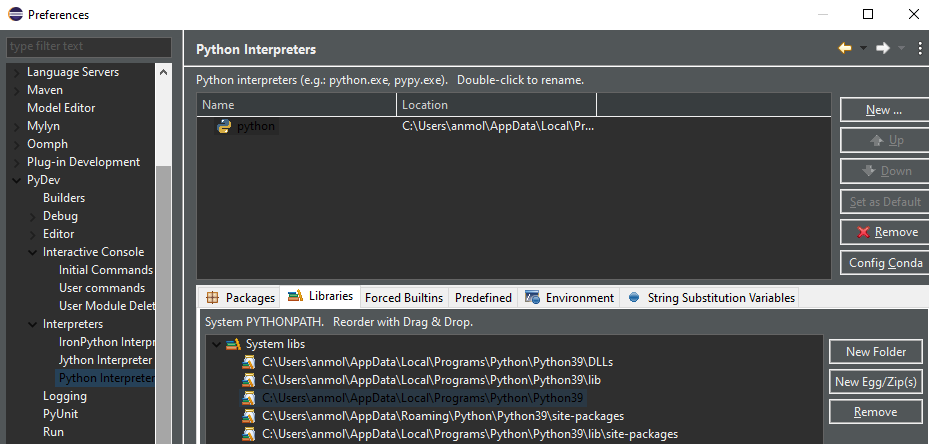 Preferences
type filter text
Language Servers
Maven
Model Editor
Mylyn
Oomph
Plug-in Development
PyDev
Builders
Debug
Editor
Interactive Console
Initial Commands
User commands
User Module Delet
Interpreters
IronPython Interpr
Jython Interpreter
Python Interpreter
Logging
PyUnit
Run
Python Interpreters
Python interpreters (e.g.: python.exe, pypy.exe).   Double-click to rename.
Name Location
python C:\Users\anmol\AppData\Local\Pr...
New ...
Up
Down
Set as Default
Remove
Config Conda
Packages Libraries Forced Builtins Predefined Environment String Substitution Variables
System PYTHONPATH.   Reorder with Drag & Drop.
System libs
C:\Users\anmol\AppData\Local\Programs\Python\Python39\DLLs
C:\Users\anmol\AppData\Local\Programs\Python\Python39\lib
C:\Users\anmol\AppData\Local\Programs\Python\Python39
C:\Users\anmol\AppData\Roaming\Python\Python39\site-packages
C:\Users\anmol\AppData\Local\Programs\Python\Python39\lib\site-packages
New Folder
New Egg/Zip(s)
Remove